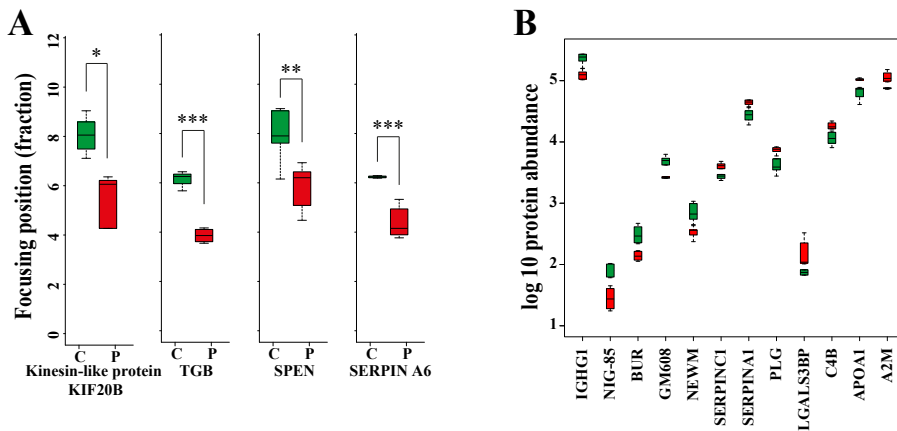 A
Focusing position (fraction)
0 2 4 6 8 10 12
*
***
**
***
C P
Kinesin-like protein
KIF20B
C P
TGB
C P
SPEN
C P
SERPIN A6
B
log 10 protein abundance
1 2 3 4 5
IGHG1
NIG-85
BUR
GM608
NEWM
SERPINC1
SERPINA1
PLG
LGALS3BP
C4B
APOA1
A2M